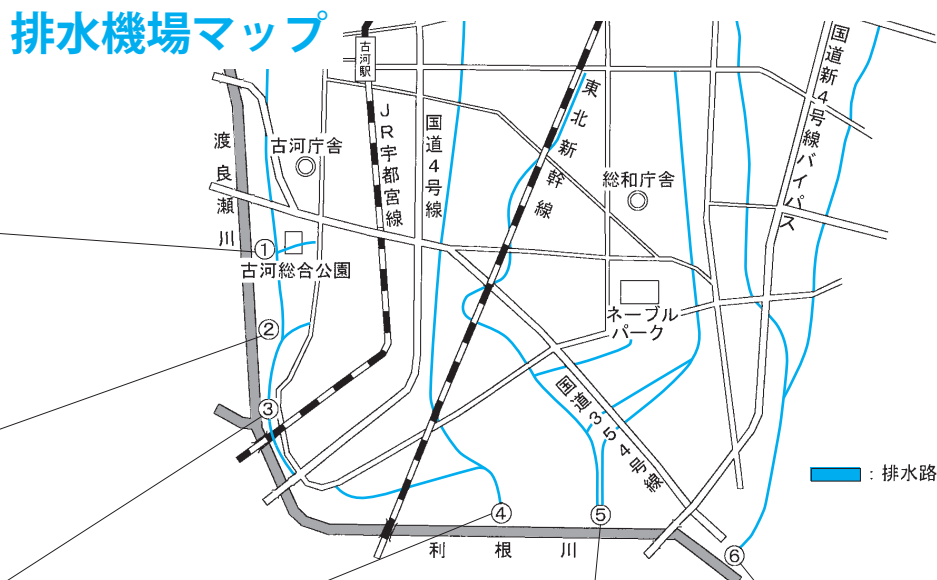 排水機場マップ
古河駅
国道新4号線バイパス
東北新幹線
JR宇都宮線
国道4号線
渡良瀬川
古河庁舎
総和庁舎
①
古河総合公園
ネーブル
パーク
②
③
国道354号線
：排水路
④
⑤
利根川
⑥